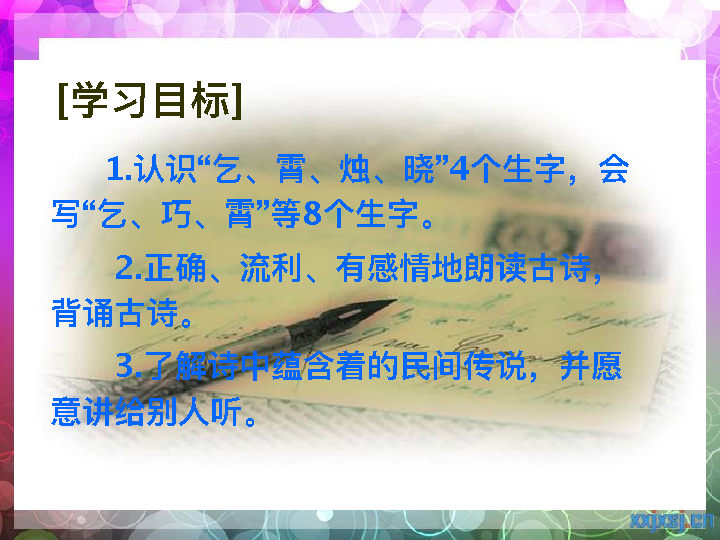 [学习目标]
1.认识“乞、霄、烛、晓”4个生字，会
写“乞、巧、霄”等8个生字。
2.正确、流利、有感情地朗读古诗，
背诵古诗。
3.了解诗中蕴含着的民间传说，并愿
意讲给别人听。
xxjxsj.cn